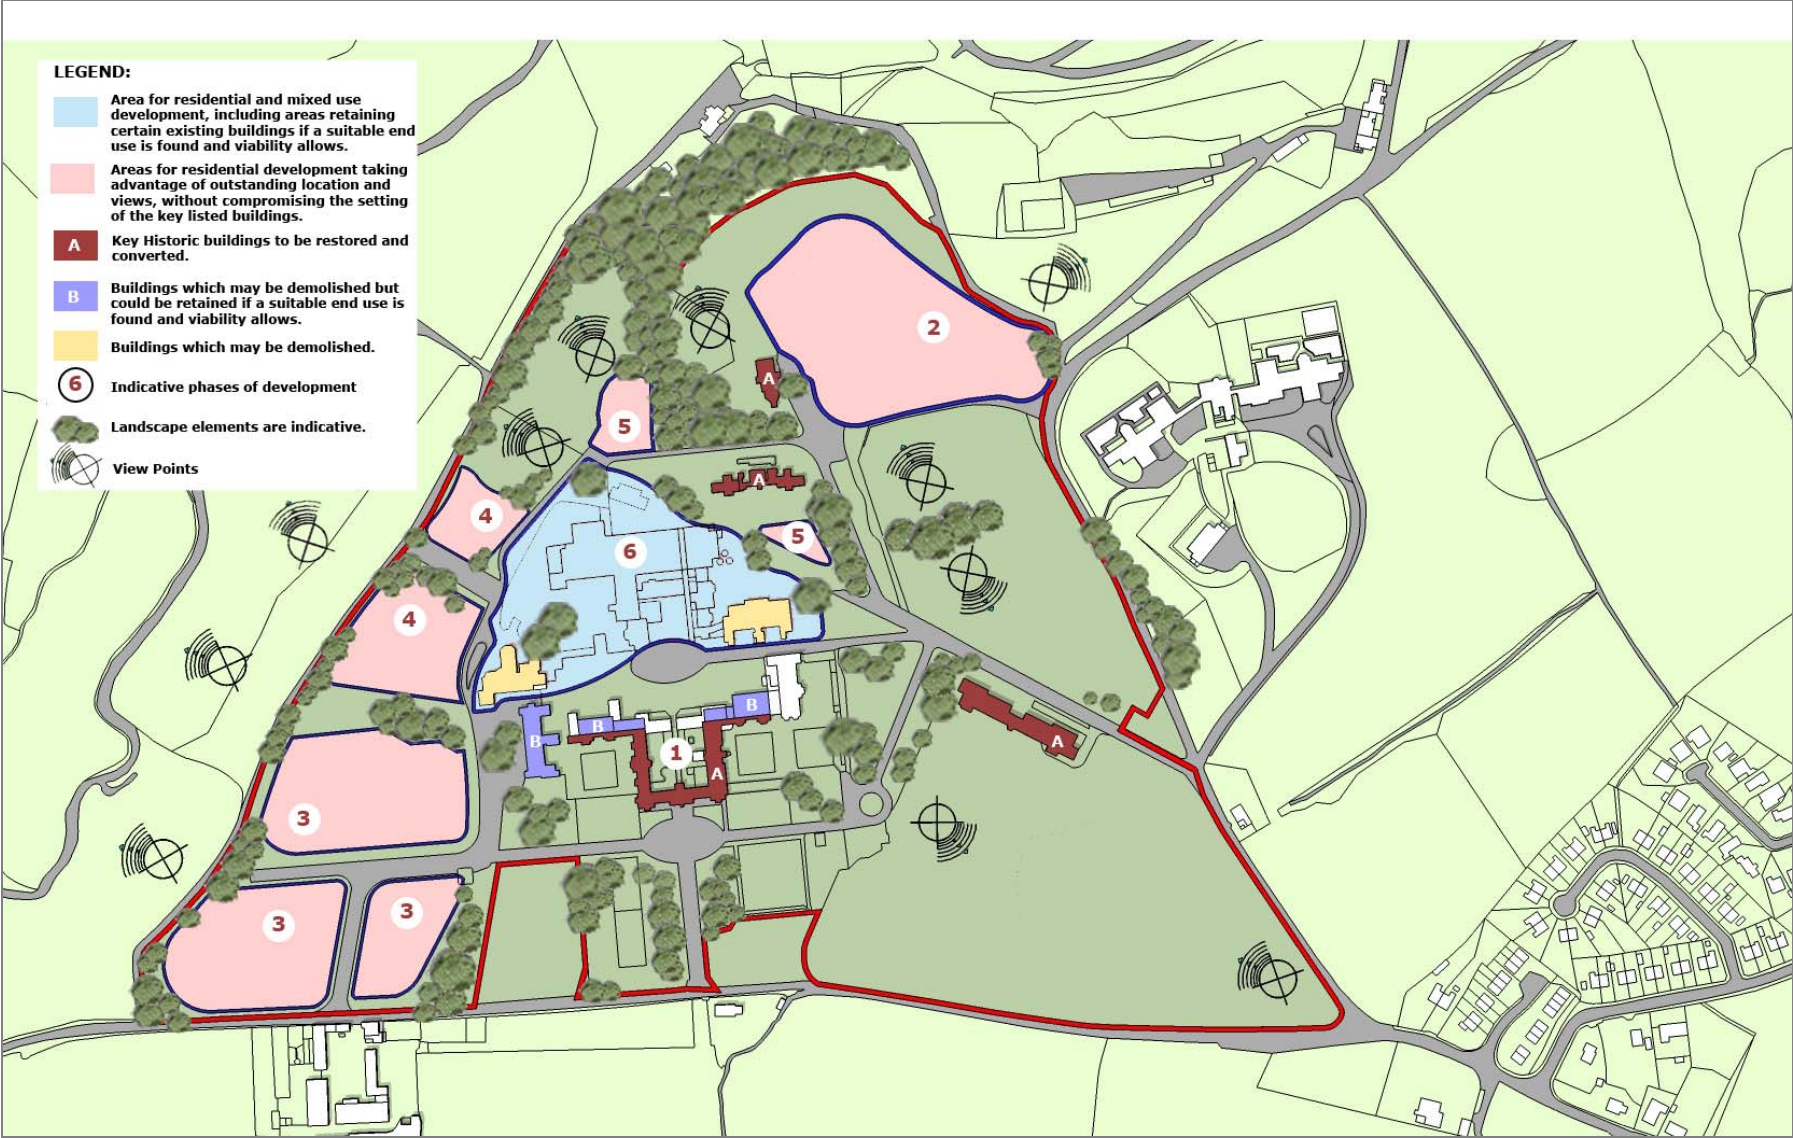 LEGEND:
Area for residential and mixed use
development, including areas retaining
certain existing buildings if a suitable end
use is found and viability allows.
Areas for residential development taking
advantage of outstanding location and
views, without compromising the setting
of the key listed buildings.
A
Key Historic buildings to be restored and
converted.
B
Buildings which may be demolished but
could be retained if a suitable end use is
found and viability allows.
Buildings which may be demolished.
6
Indicative phases of development
Landscape elements are indicative.
View Points
2
A
5
A
4
5
6
4
B
B
B
A
1
A
3
3
3